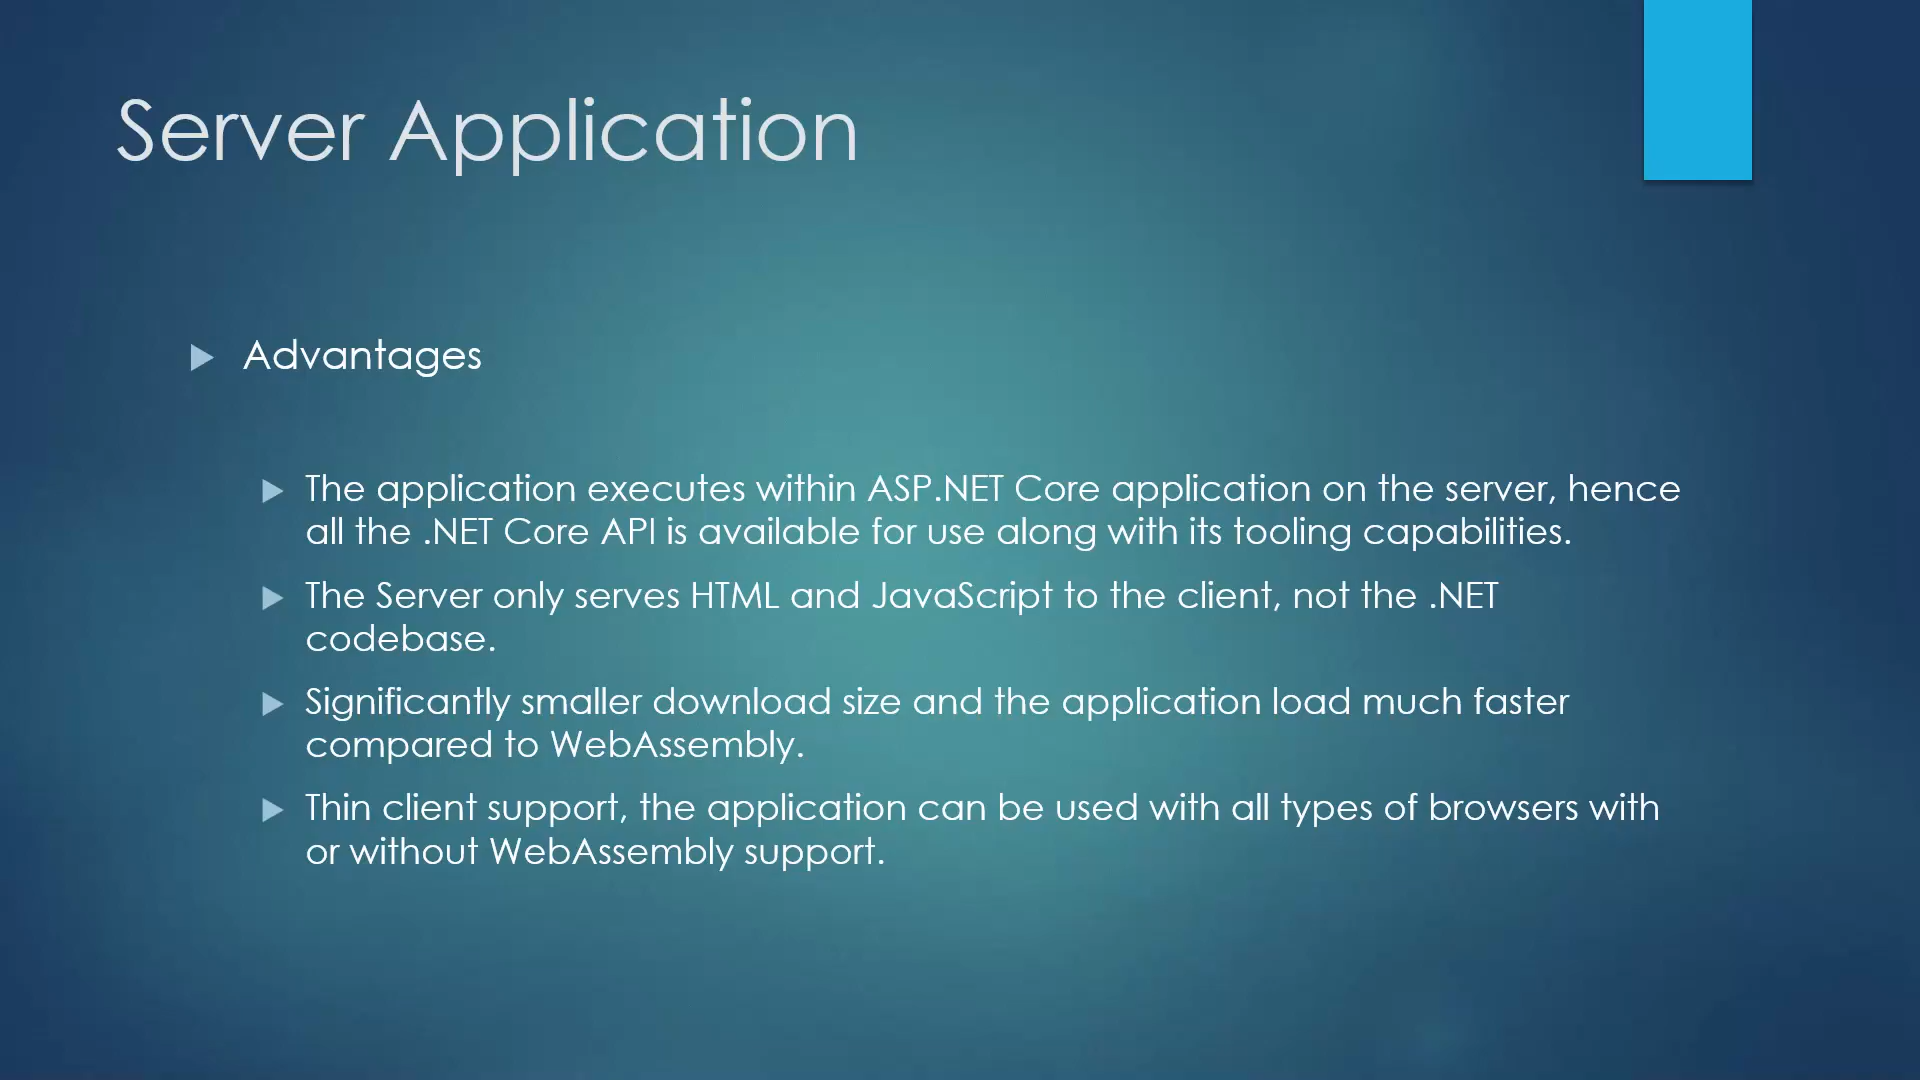 Server Application
Advantages
The application executes within ASP.NET Core application on the server, hence
all the .NET Core API is available for use along with its tooling capabilities.
The Server only serves HTML and JavaScript to the client, not the .NET
codebase.
Significantly smaller download size and the application load much faster
compared to WebAssembly.
Thin client support, the application can be used with all types of browsers with
or without WebAssembly support.